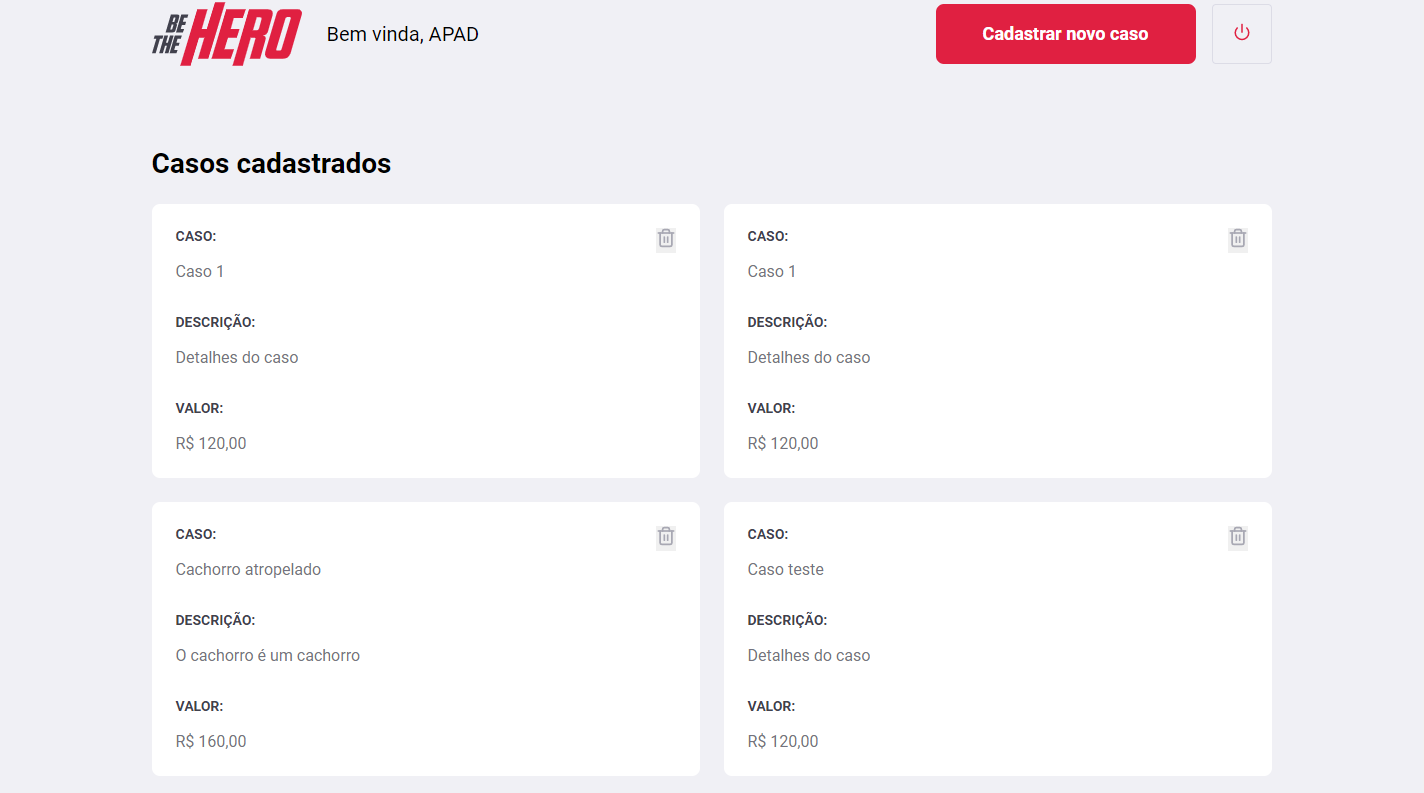 BE THE HERO
Bem vinda, APAD
Cadastrar novo caso
Casos cadastrados
CASO:
Caso 1
DESCRIÇÃO:
Detalhes do caso
VALOR:
R$ 120,00
CASO:
Caso 1
DESCRIÇÃO:
Detalhes do caso
VALOR:
R$ 120,00
CASO:
Cachorro atropelado
DESCRIÇÃO:
O cachorro é um cachorro
VALOR:
R$ 160,00
CASO:
Caso teste
DESCRIÇÃO:
Detalhes do caso
VALOR:
R$ 120,00